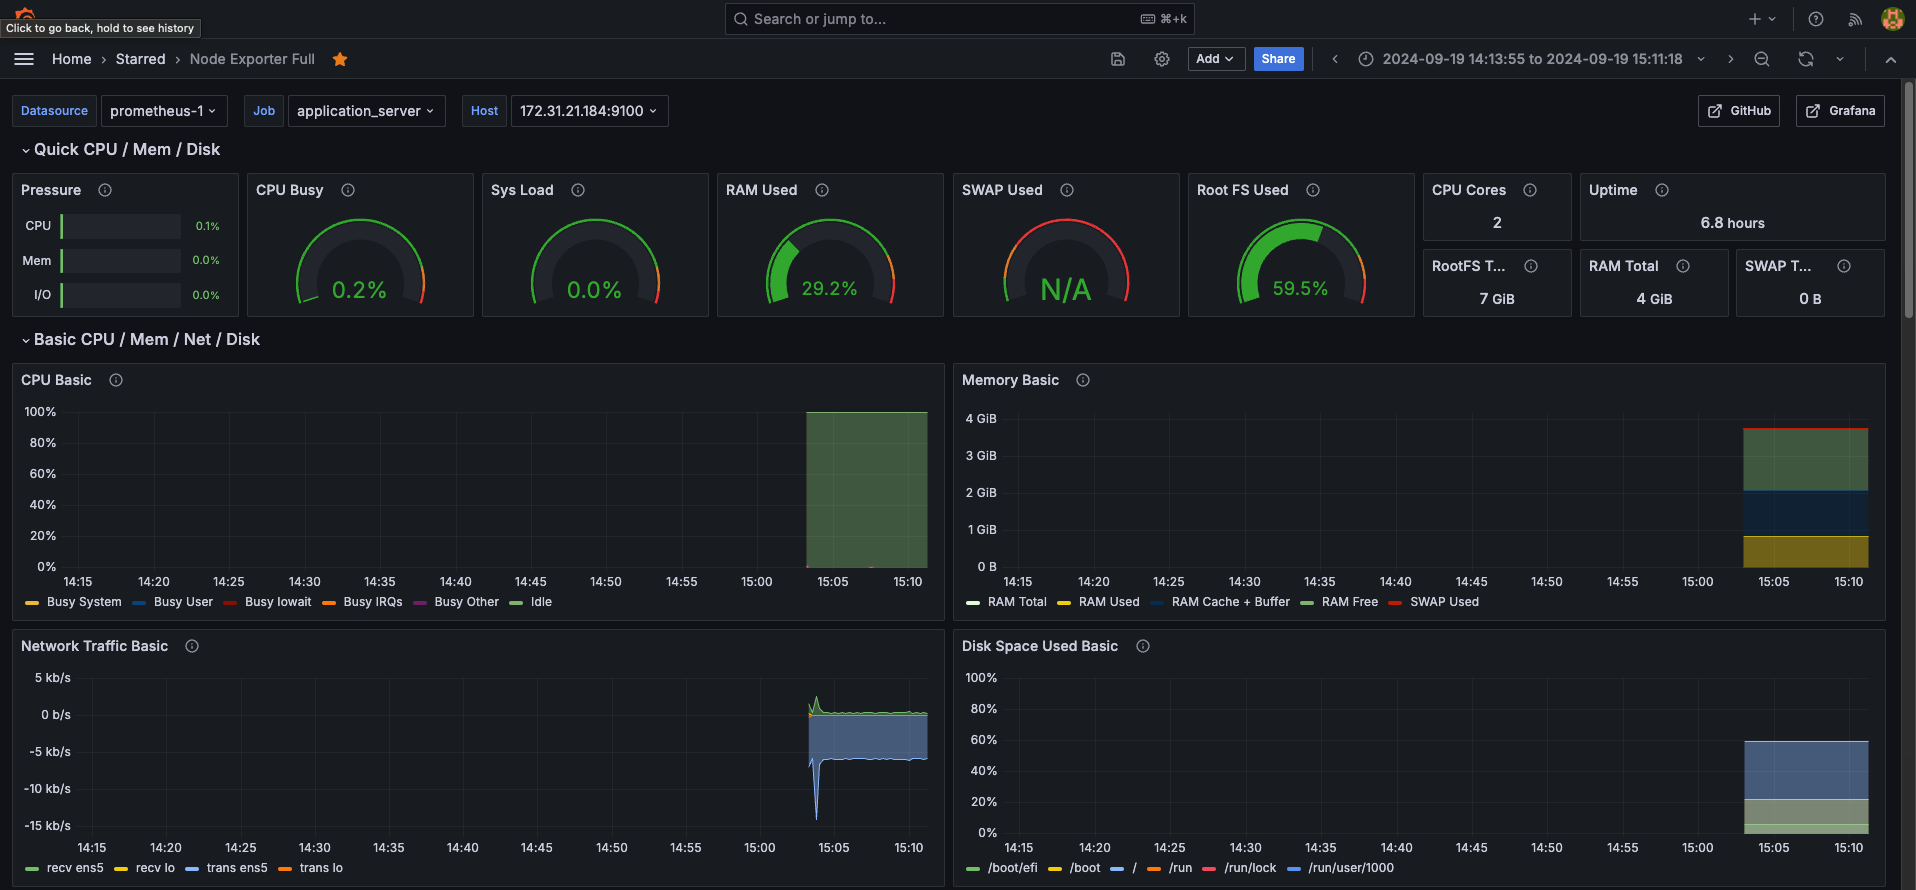 Search or jump to... ⌘+k
Click to go back, hold to see history
Home › Starred › Node Exporter Full Add Share 2024-09-19 14:13:55 to 2024-09-19 15:11:18
Datasource prometheus-1 Job application_server Host 172.31.21.184:9100 GitHub Grafana
Quick CPU / Mem / Disk
Pressure
CPU 0.1%
Mem 0.0%
I/O 0.0%
CPU Busy
0.2%
Sys Load
0.0%
RAM Used
29.2%
SWAP Used
N/A
Root FS Used
59.5%
CPU Cores
2
Uptime
6.8 hours
RootFS T...
7 GiB
RAM Total
4 GiB
SWAP T...
0 B
Basic CPU / Mem / Net / Disk
CPU Basic
100%
80%
60%
40%
20%
0%
14:15 14:20 14:25 14:30 14:35 14:40 14:45 14:50 14:55 15:00 15:05 15:10
Busy System Busy User Busy Iowait Busy IRQs Busy Other Idle
Memory Basic
4 GiB
3 GiB
2 GiB
1 GiB
0 B
14:15 14:20 14:25 14:30 14:35 14:40 14:45 14:50 14:55 15:00 15:05 15:10
RAM Total RAM Used RAM Cache + Buffer RAM Free SWAP Used
Network Traffic Basic
5 kb/s
0 b/s
-5 kb/s
-10 kb/s
-15 kb/s
14:15 14:20 14:25 14:30 14:35 14:40 14:45 14:50 14:55 15:00 15:05 15:10
recv ens5 recv lo trans ens5 trans lo
Disk Space Used Basic
100%
80%
60%
40%
20%
0%
14:15 14:20 14:25 14:30 14:35 14:40 14:45 14:50 14:55 15:00 15:05 15:10
/boot/efi /boot / /run /run/lock /run/user/1000